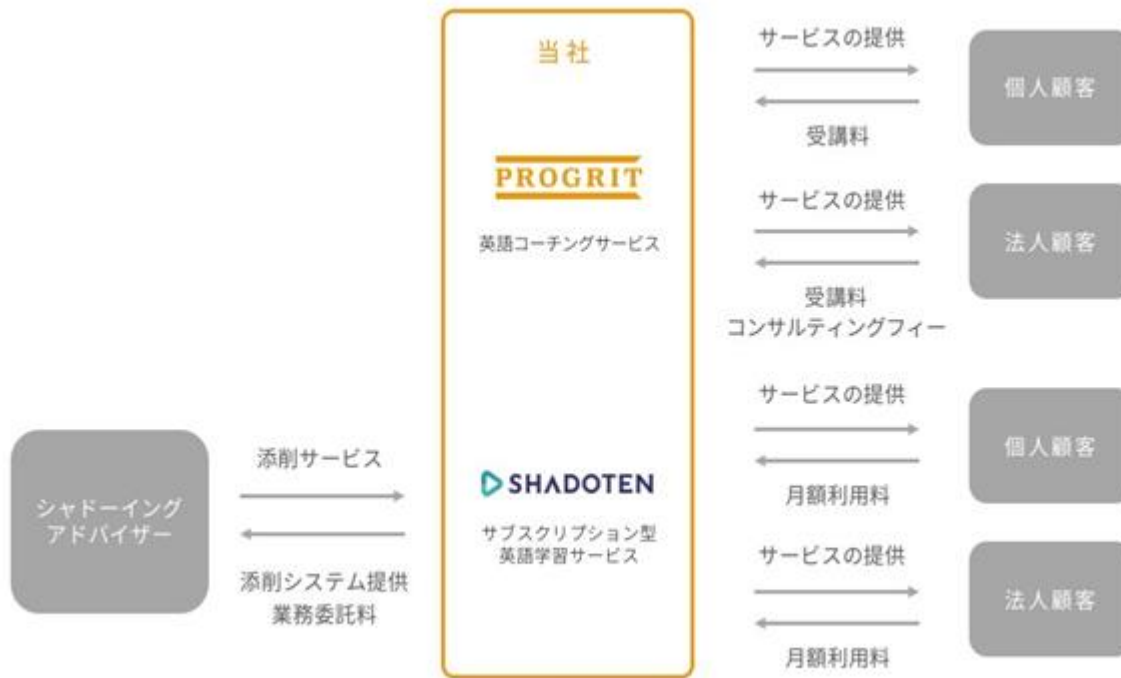 当社
PROGRIT
英語コーチングサービス
サービスの提供
個人顧客
受講料
サービスの提供
法人顧客
受講料
コンサルティングフィー
シャドーイング
アドバイザー
添削サービス
添削システム提供
業務委託料
SHADOTEN
サブスクリプション型
英語学習サービス
サービスの提供
個人顧客
月額利用料
サービスの提供
法人顧客
月額利用料